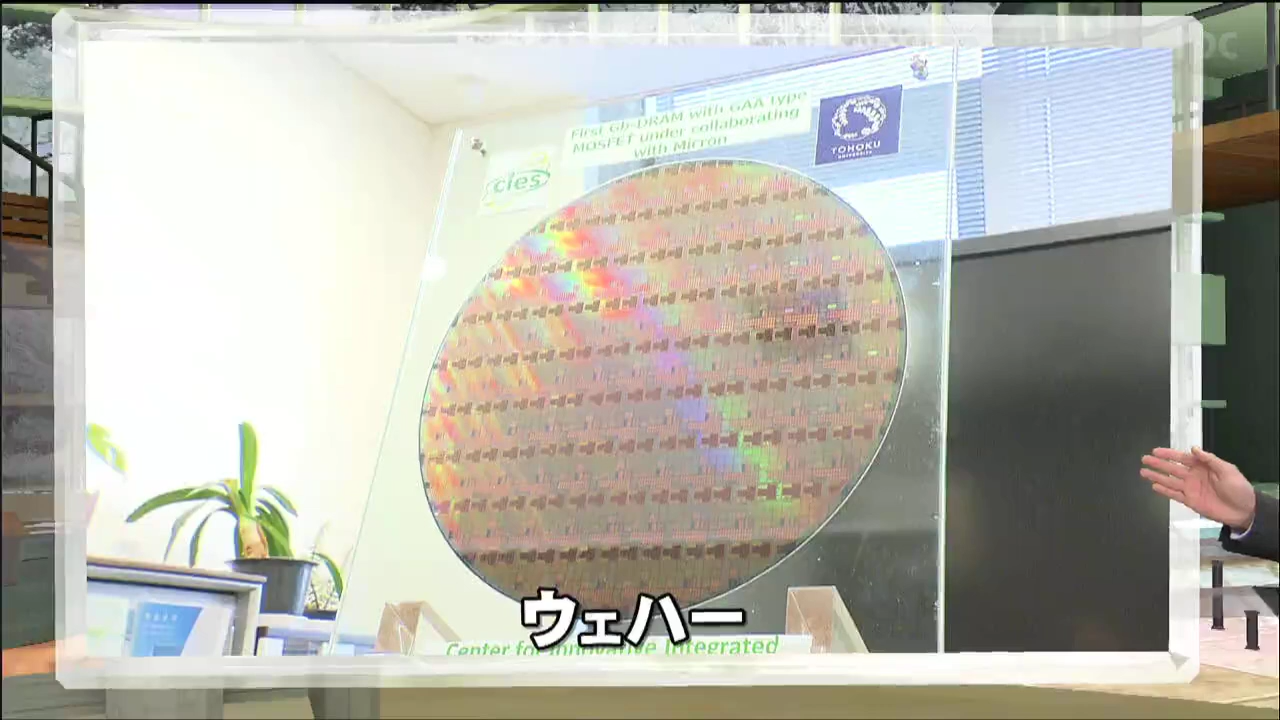 First Gb-DRAM with GAA type
MOSFET under collaborating
with Micron
TOHOKU
UNIVERSITY
cies
ウェハー
Center for Innovative Integrated